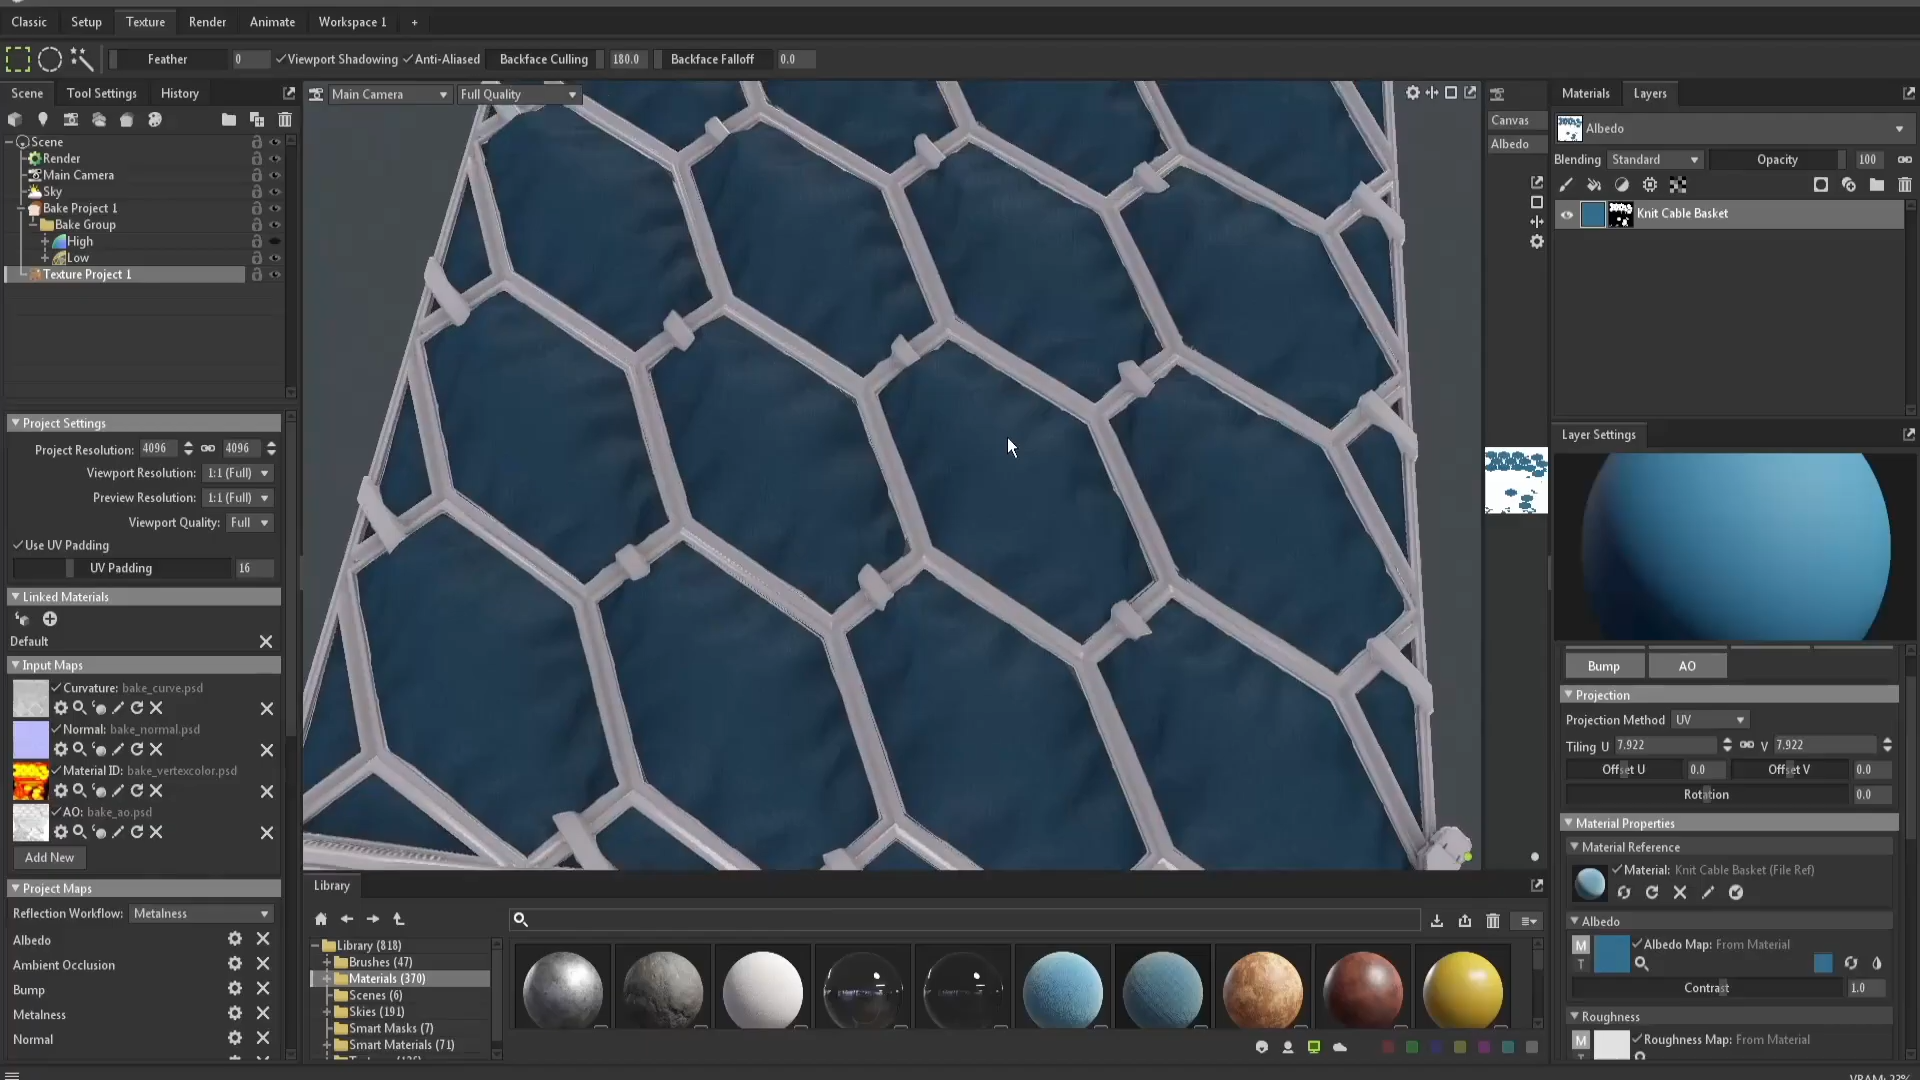 Classic Setup Texture Render Animate Workspace 1 +
Feather 0 Viewport Shadowing Anti-Aliased Backface Culling 180.0 Backface Falloff 0.0
Scene Tool Settings History
Main Camera Full Quality
Scene
Render
Main Camera
Sky
Bake Project 1
Bake Group
High
Low
Texture Project 1
Project Settings
Project Resolution: 4096 4096
Viewport Resolution: 1:1 (Full)
Preview Resolution: 1:1 (Full)
Viewport Quality: Full
Use UV Padding
UV Padding 16
Linked Materials
Default
Input Maps
Curvature: bake_curve.psd
Normal: bake_normal.psd
Material ID: bake_vertexcolor.psd
AO: bake_ao.psd
Add New
Project Maps
Reflection Workflow: Metalness
Albedo
Ambient Occlusion
Bump
Metalness
Normal
Library
Library (818)
Brushes (47)
Materials (370)
Scenes (6)
Skies (191)
Smart Masks (7)
Smart Materials (71)
Canvas
Albedo
Materials Layers
Albedo
Blending Standard Opacity 100
Knit Cable Basket
Layer Settings
Bump AO
Projection
Projection Method UV
Tiling U 7.922 V 7.922
Offset U 0.0 Offset V 0.0
Rotation 0.0
Material Properties
Material Reference
Material: Knit Cable Basket (File Ref)
Albedo
M
T
Albedo Map: From Material
Contrast 1.0
Roughness
M
Roughness Map: From Material